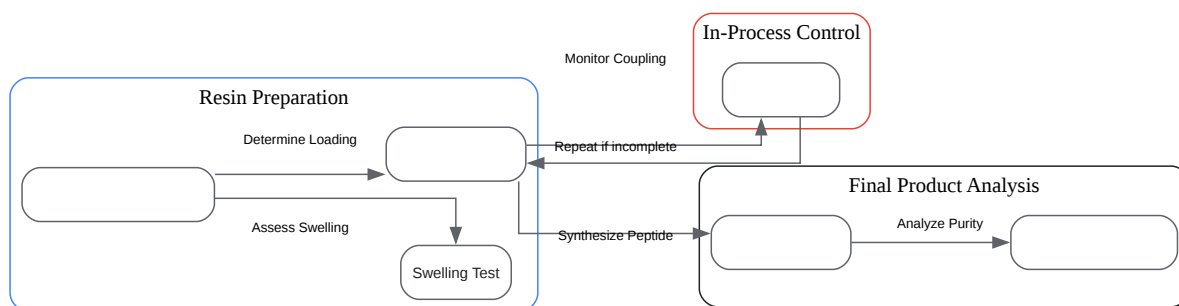 In-Process Control
Monitor Coupling
Resin Preparation
Determine Loading
Repeat if incomplete
Final Product Analysis
Assess Swelling
Synthesize Peptide
Analyze Purity
Swelling Test